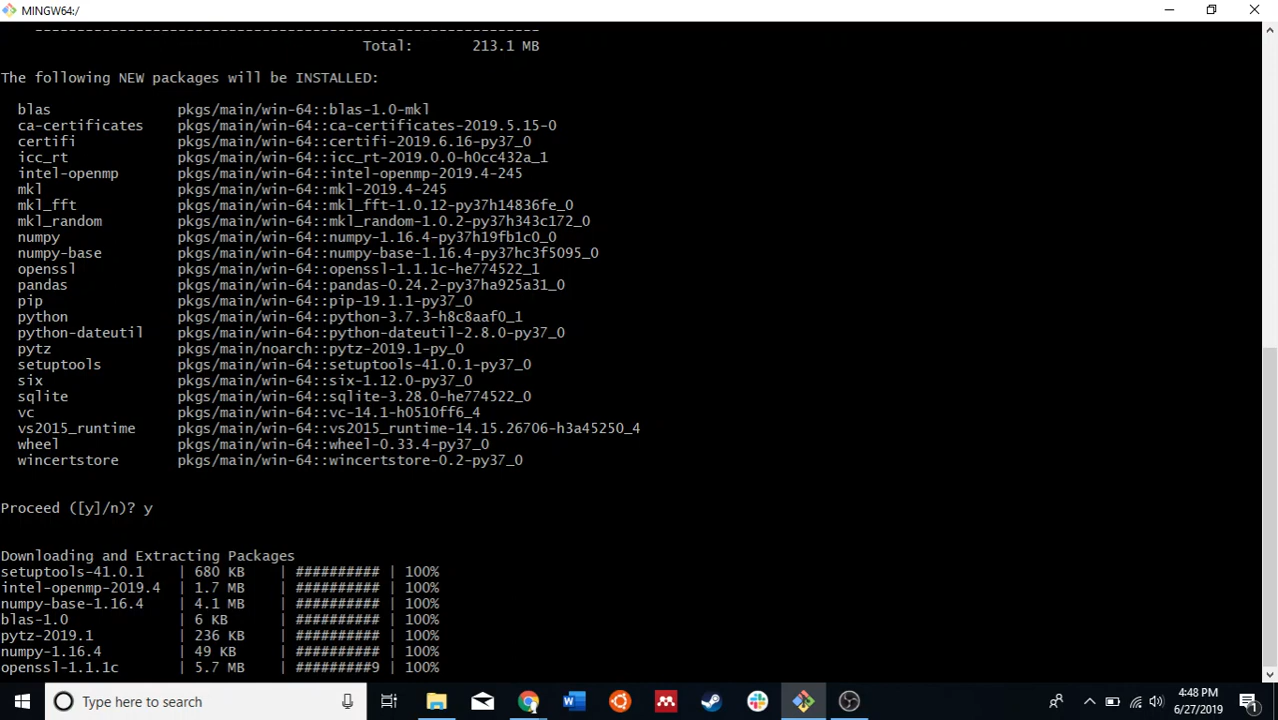 MINGW64:/
------------------------------------------------------------
Total: 213.1 MB
The following NEW packages will be INSTALLED:
blas pkgs/main/win-64::blas-1.0-mkl
ca-certificates pkgs/main/win-64::ca-certificates-2019.5.15-0
certifi pkgs/main/win-64::certifi-2019.6.16-py37_0
icc_rt pkgs/main/win-64::icc_rt-2019.0.0-h0cc432a_1
intel-openmp pkgs/main/win-64::intel-openmp-2019.4-245
mkl pkgs/main/win-64::mkl-2019.4-245
mkl_fft pkgs/main/win-64::mkl_fft-1.0.12-py37h14836fe_0
mkl_random pkgs/main/win-64::mkl_random-1.0.2-py37h343c172_0
numpy pkgs/main/win-64::numpy-1.16.4-py37h19fb1c0_0
numpy-base pkgs/main/win-64::numpy-base-1.16.4-py37hc3f5095_0
openssl pkgs/main/win-64::openssl-1.1.1c-he774522_1
pandas pkgs/main/win-64::pandas-0.24.2-py37ha925a31_0
pip pkgs/main/win-64::pip-19.1.1-py37_0
python pkgs/main/win-64::python-3.7.3-h8c8aaf0_1
python-dateutil pkgs/main/win-64::python-dateutil-2.8.0-py37_0
pytz pkgs/main/noarch::pytz-2019.1-py_0
setuptools pkgs/main/win-64::setuptools-41.0.1-py37_0
six pkgs/main/win-64::six-1.12.0-py37_0
sqlite pkgs/main/win-64::sqlite-3.28.0-he774522_0
vc pkgs/main/win-64::vc-14.1-h0510ff6_4
vs2015_runtime pkgs/main/win-64::vs2015_runtime-14.15.26706-h3a45250_4
wheel pkgs/main/win-64::wheel-0.33.4-py37_0
wincertstore pkgs/main/win-64::wincertstore-0.2-py37_0
Proceed ([y]/n)? y
Downloading and Extracting Packages
setuptools-41.0.1 | 680 KB | ########## | 100%
intel-openmp-2019.4 | 1.7 MB | ########## | 100%
numpy-base-1.16.4 | 4.1 MB | ########## | 100%
blas-1.0 | 6 KB | ########## | 100%
pytz-2019.1 | 236 KB | ########## | 100%
numpy-1.16.4 | 49 KB | ########## | 100%
openssl-1.1.1c | 5.7 MB | #########9 | 100%
Type here to search
4:48 PM
6/27/2019